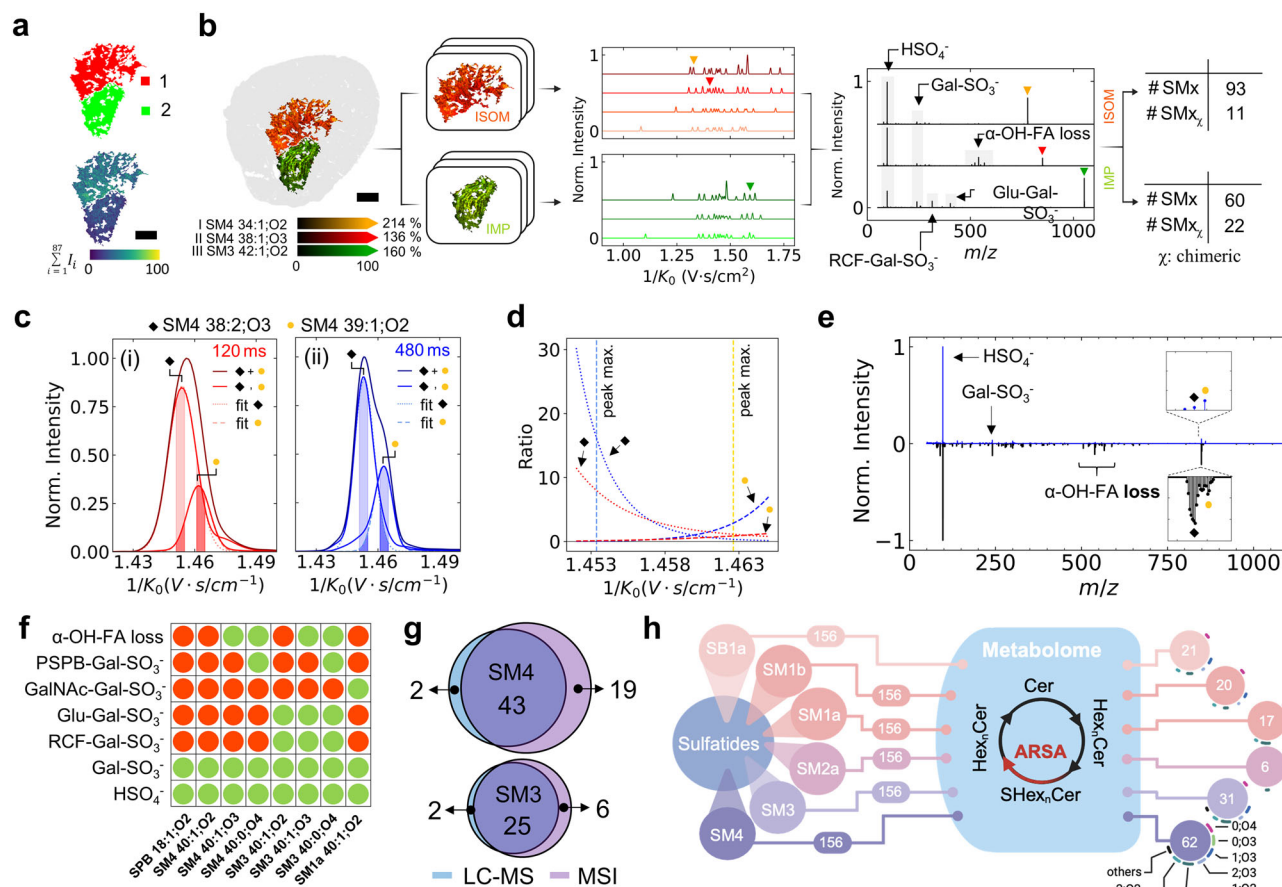 a
1
2
87
∑ I_i
i = 1
0
100
b
I SM4 34:1;O2
214 %
II SM4 38:1;O3
136 %
III SM3 42:1;O2
160 %
0
100
ISOM
IMP
Norm. Intensity
1
0
1
0
1.00 1.25 1.50 1.75
1/K₀ (V·s/cm²)
HSO₄⁻
Gal-SO₃⁻
α-OH-FA loss
Glu-Gal-
SO₃⁻
RCF-Gal-SO₃⁻
Norm. Intensity
1
0
0 500 1000
m/z
ISOM
IMP
# SMx 93
# SMxᵪ 11
# SMx 60
# SMxᵪ 22
χ: chimeric
c
◆ SM4 38:2;O3
● SM4 39:1;O2
(i)
120 ms
◆ + ●
◆ , ●
fit ◆
fit ●
(ii)
480 ms
◆ + ●
◆ , ●
fit ◆
fit ●
Norm. Intensity
1.00
0.75
0.50
0.25
0.00
1.43 1.46 1.49
1/K₀(V · s/cm⁻¹)
1.43 1.46 1.49
1/K₀(V · s/cm⁻¹)
d
Ratio
30
20
10
0
peak max.
peak max.
1.453 1.458 1.463
1/K₀(V · s/cm⁻¹)
e
Norm. Intensity
1
0
−1
HSO₄⁻
Gal-SO₃⁻
α-OH-FA loss
0 250 500 750 1000
m/z
f
α-OH-FA loss
PSPB-Gal-SO₃⁻
GalNAc-Gal-SO₃⁻
Glu-Gal-SO₃⁻
RCF-Gal-SO₃⁻
Gal-SO₃⁻
HSO₄⁻
SPB 18:1;O2
SM4 40:1;O2
SM4 40:1;O3
SM4 40:0;O4
SM3 40:1;O2
SM3 40:1;O3
SM3 40:0;O4
SM1a 40:1;O2
g
SM4
43
2
19
SM3
25
2
6
LC-MS
MSI
h
Sulfatides
SB1a
SM1b
SM1a
SM2a
SM3
SM4
156
156
156
156
156
156
Metabolome
Cer
HexₙCer
HexₙCer
ARSA
SHexₙCer
21
20
17
6
31
62
0;O4
0;O3
1;O3
2;O3
others